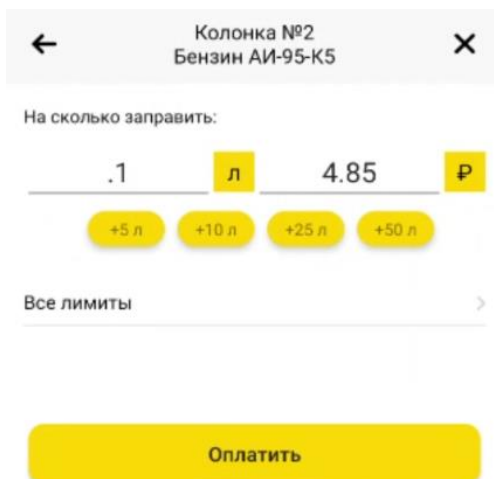 Колонка №2
Бензин АИ-95-К5
На сколько заправить:
.1 л 4.85 ₽
+5 л +10 л +25 л +50 л
Все лимиты
Оплатить